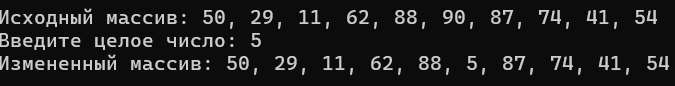 Исходный массив: 50, 29, 11, 62, 88, 90, 87, 74, 41, 54
Введите целое число: 5
Измененный массив: 50, 29, 11, 62, 88, 5, 87, 74, 41, 54